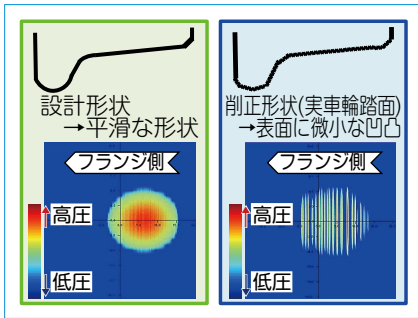 設計形状
→平滑な形状
フランジ側
高圧
低圧
削正形状(実車輪踏面)
→表面に微小な凹凸
フランジ側
高圧
低圧